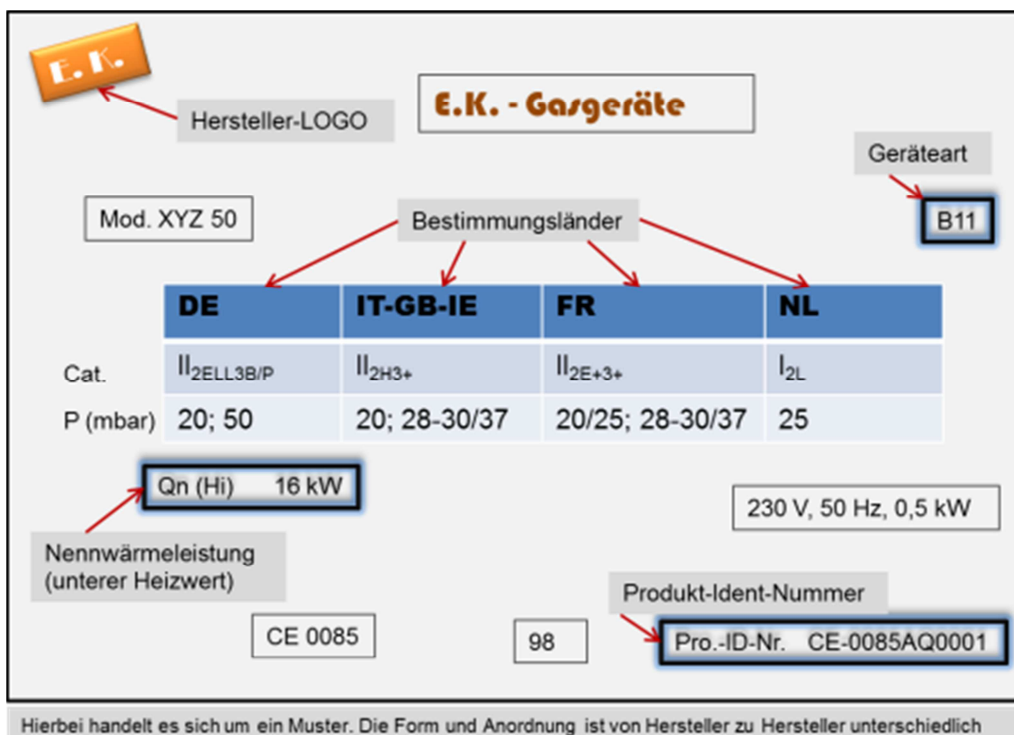 E. K.
Hersteller-LOGO
E.K. - Gasgeräte
Geräteart
Mod. XYZ 50
Bestimmungsländer
B11
DE IT-GB-IE FR NL
Cat. II2ELL3B/P II2H3+ II2E+3+ I2L
P (mbar) 20; 50 20; 28-30/37 20/25; 28-30/37 25
Qn (Hi) 16 kW
230 V, 50 Hz, 0,5 kW
Nennwärmeleistung
(unterer Heizwert)
Produkt-Ident-Nummer
CE 0085
98
Pro.-ID-Nr. CE-0085AQ0001
Hierbei handelt es sich um ein Muster. Die Form und Anordnung ist von Hersteller zu Hersteller unterschiedlich